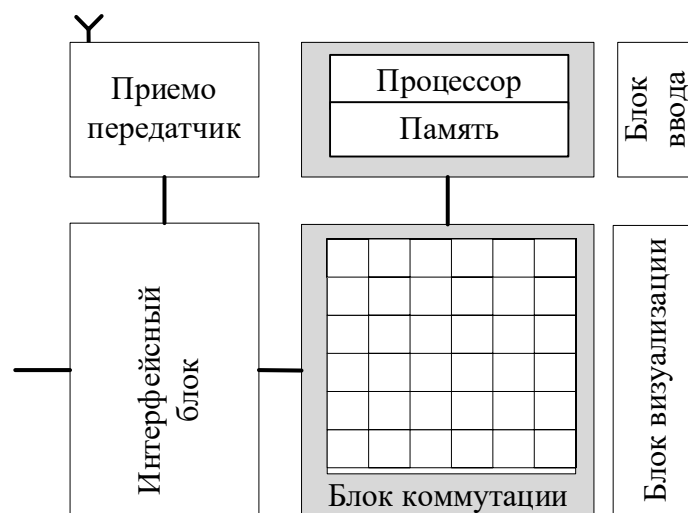 Приемо
передатчик
Процессор
Память
Блок
ввода
Интерфейсный
блок
Блок коммутации
Блок визуализации